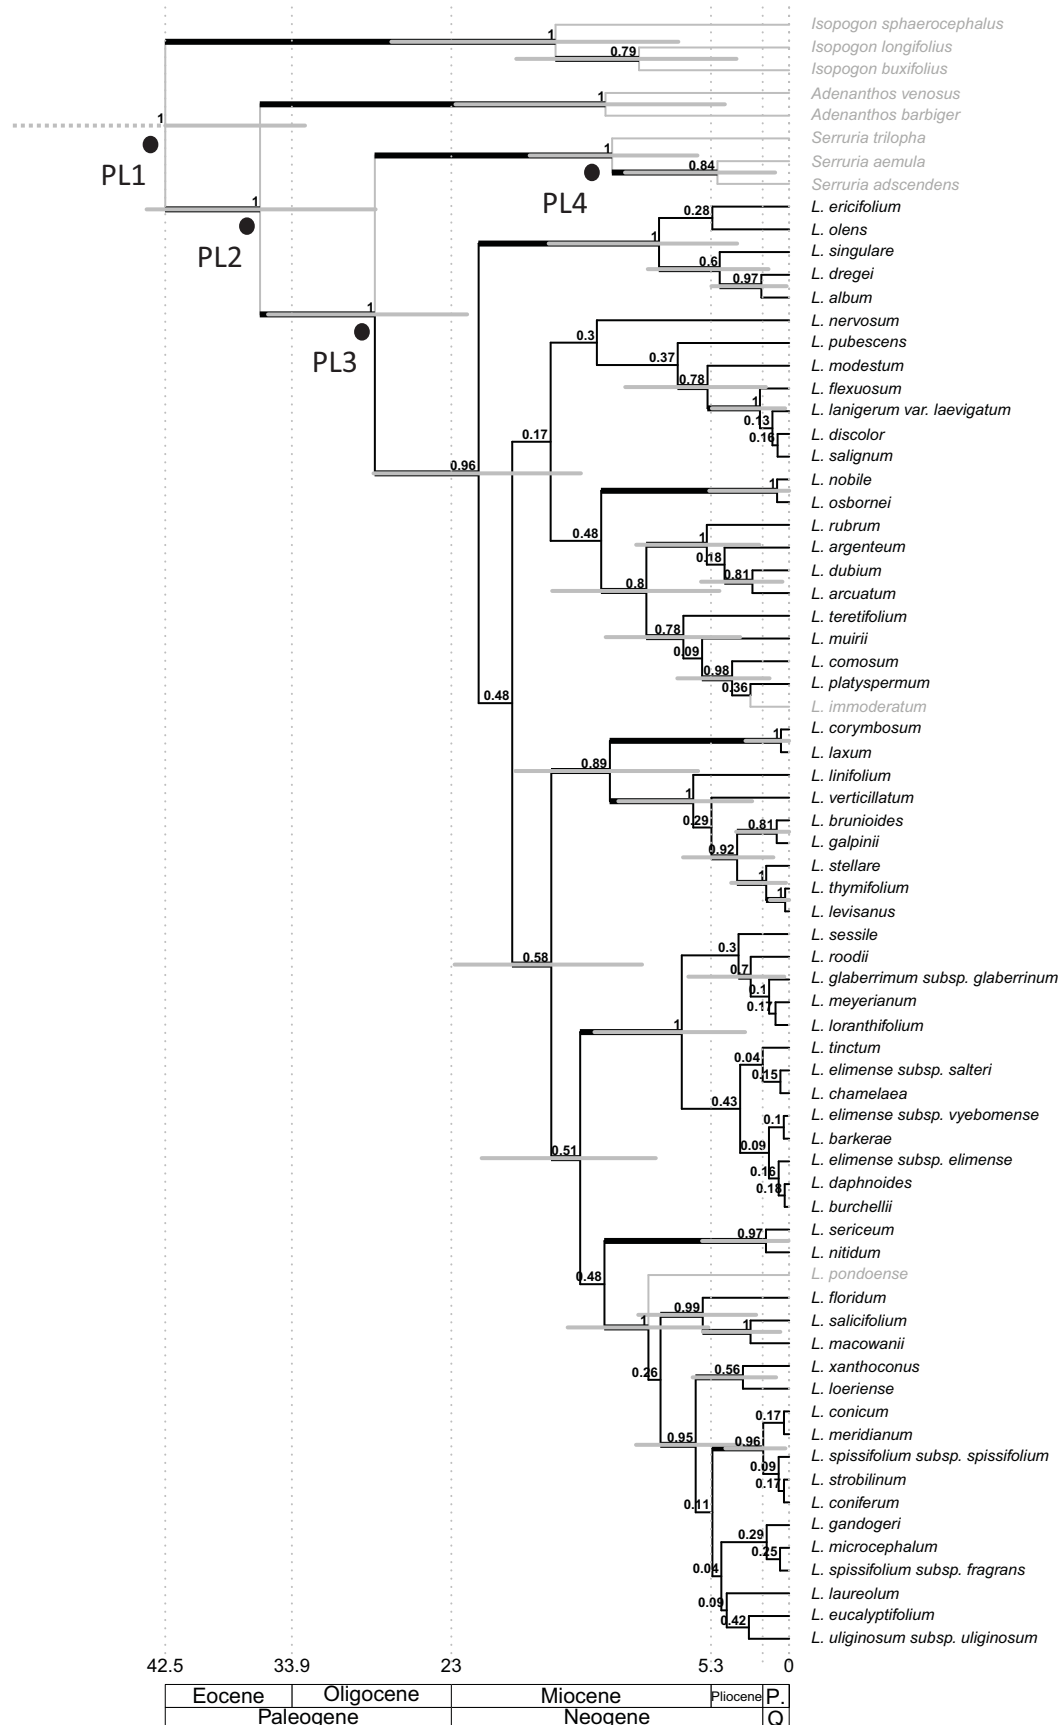 Isopogon sphaerocephalus
1
Isopogon longifolius
0.79
Isopogon buxifolius
Adenanthos venosus
1
Adenanthos barbiger
1
Serruria trilopha
PL1
1
Serruria aemula
0.84
Serruria adscendens
PL4
1
L. ericifolium
0.28
L. olens
PL2
1
L. singulare
0.6
L. dregei
0.97
L. album
1
L. nervosum
0.3
L. pubescens
PL3
0.37
L. modestum
0.78
L. flexuosum
1
L. lanigerum var. laevigatum
0.13
L. discolor
0.17
0.16
L. salignum
0.96
L. nobile
1
L. osbornei
L. rubrum
0.48
1
L. argenteum
0.18
L. dubium
0.81
0.8
L. arcuatum
L. teretifolium
0.78
L. muirii
0.09
L. comosum
0.98
L. platyspermum
0.36
0.48
L. immoderatum
L. corymbosum
1
L. laxum
0.89
L. linifolium
1
L. verticillatum
0.29
L. brunioides
0.81
L. galpinii
0.92
L. stellare
1
L. thymifolium
1
L. levisanus
L. sessile
0.3
0.58
L. roodii
0.7
L. glaberrimum subsp. glaberrinum
0.1
L. meyerianum
0.17
1
L. loranthifolium
L. tinctum
0.04
L. elimense subsp. salteri
0.15
L. chamelaea
0.43
L. elimense subsp. vyebomense
0.1
L. barkerae
0.09
0.51
L. elimense subsp. elimense
0.16
L. daphnoides
0.18
L. burchellii
L. sericeum
0.97
L. nitidum
0.48
L. pondoense
L. floridum
0.99
1
L. salicifolium
1
L. macowanii
L. xanthoconus
0.26
0.56
L. loeriense
L. conicum
0.17
L. meridianum
0.95
0.96
L. spissifolium subsp. spissifolium
0.09
L. strobilinum
0.17
L. coniferum
0.11
L. gandogeri
0.29
L. microcephalum
0.25
L. spissifolium subsp. fragrans
0.04
L. laureolum
0.09
L. eucalyptifolium
0.42
L. uliginosum subsp. uliginosum
42.5 33.9 23 5.3 0
Eocene Oligocene Miocene Pliocene P.
Paleogene Neogene Q